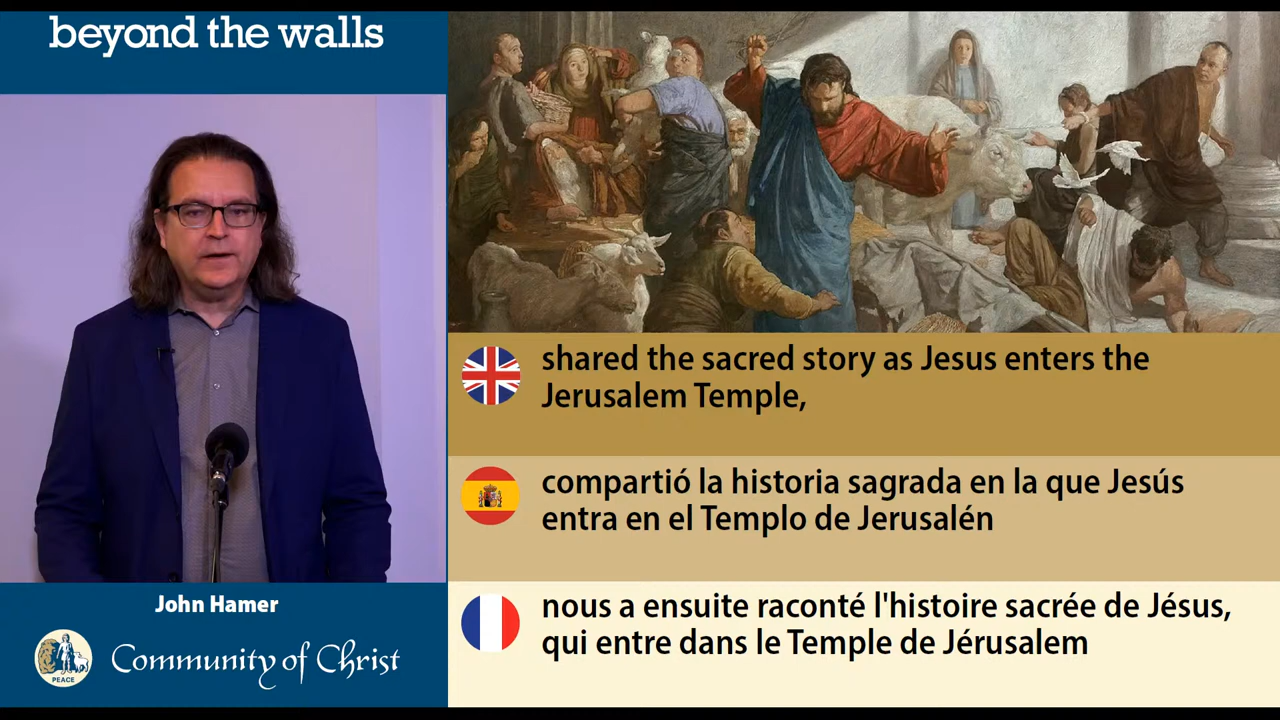 beyond the walls
shared the sacred story as Jesus enters the
Jerusalem Temple,
compartió la historia sagrada en la que Jesús
entra en el Templo de Jerusalén
nous a ensuite raconté l'histoire sacrée de Jésus,
qui entre dans le Temple de Jérusalem
John Hamer
PEACE
Community of Christ